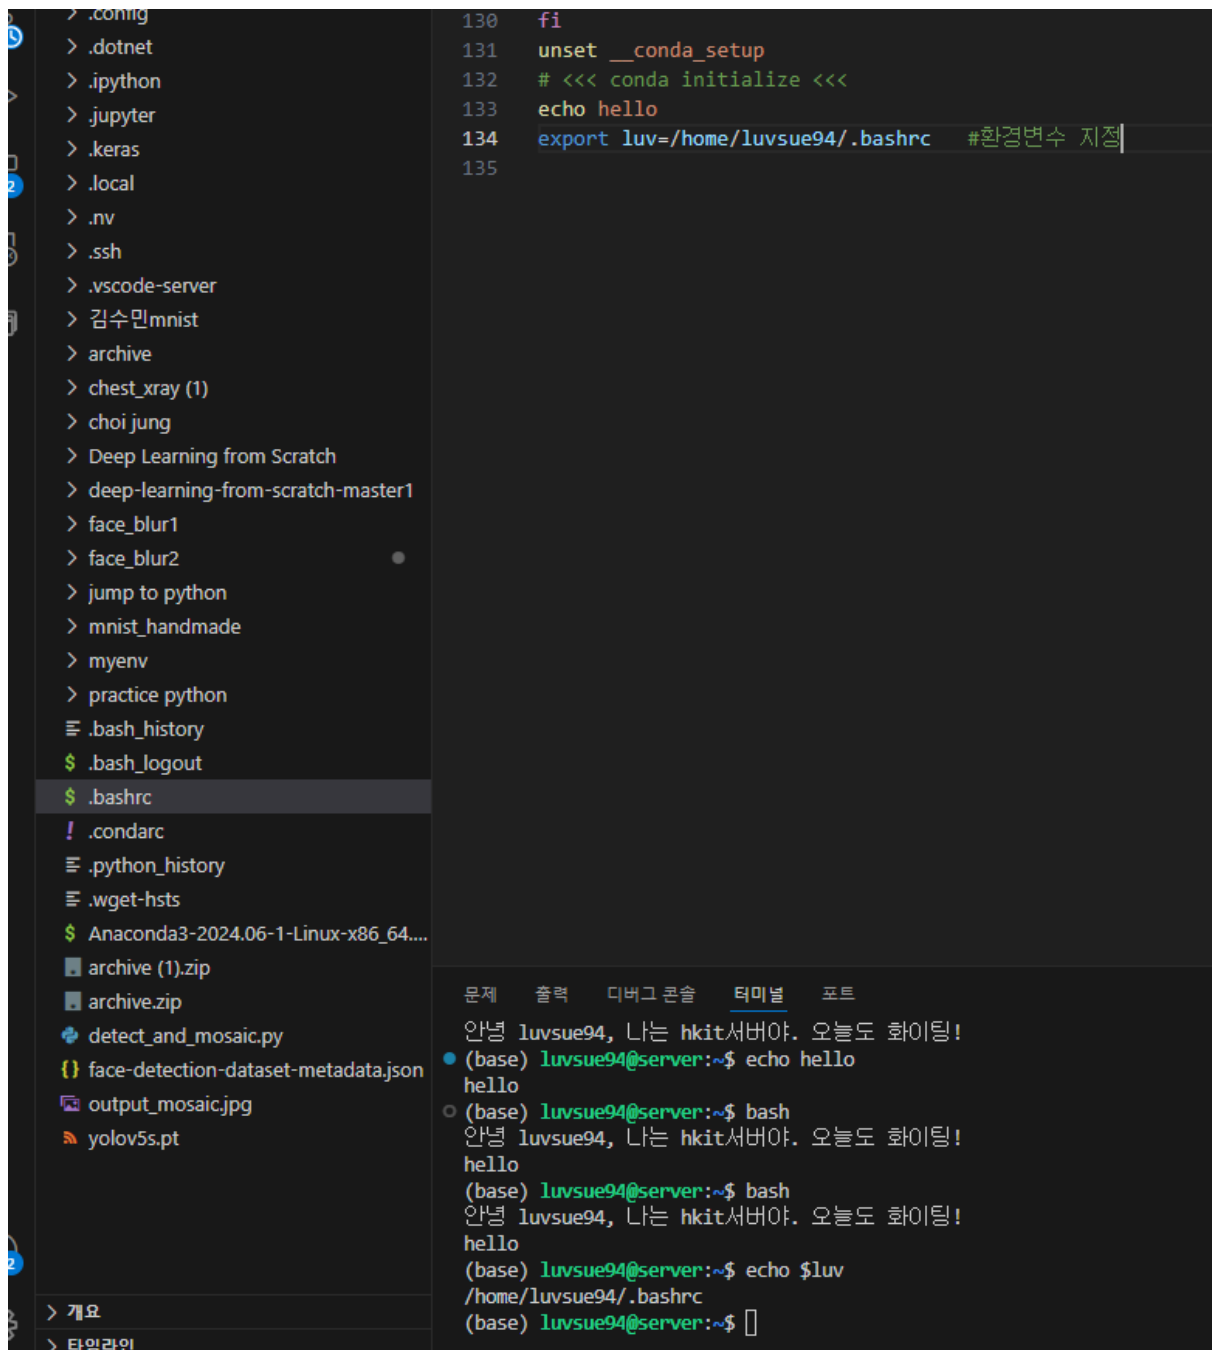 .config
.dotnet
.ipython
.jupyter
.keras
.local
.nv
.ssh
.vscode-server
김수민mnist
archive
chest_xray (1)
choi jung
Deep Learning from Scratch
deep-learning-from-scratch-master1
face_blur1
face_blur2
jump to python
mnist_handmade
myenv
practice python
.bash_history
$ .bash_logout
$ .bashrc
! .condarc
.python_history
.wget-hsts
$ Anaconda3-2024.06-1-Linux-x86_64....
archive (1).zip
archive.zip
detect_and_mosaic.py
{} face-detection-dataset-metadata.json
output_mosaic.jpg
yolov5s.pt
개요
타임라인
2
2
130 fi
131 unset __conda_setup
132 # <<< conda initialize <<<
133 echo hello
134 export luv=/home/luvsue94/.bashrc #환경변수 지정
135
문제 출력 디버그 콘솔 터미널 포트
안녕 luvsue94, 나는 hkit서버야. 오늘도 화이팅!
(base) luvsue94@server:~$ echo hello
hello
(base) luvsue94@server:~$ bash
안녕 luvsue94, 나는 hkit서버야. 오늘도 화이팅!
hello
(base) luvsue94@server:~$ bash
안녕 luvsue94, 나는 hkit서버야. 오늘도 화이팅!
hello
(base) luvsue94@server:~$ echo $luv
/home/luvsue94/.bashrc
(base) luvsue94@server:~$